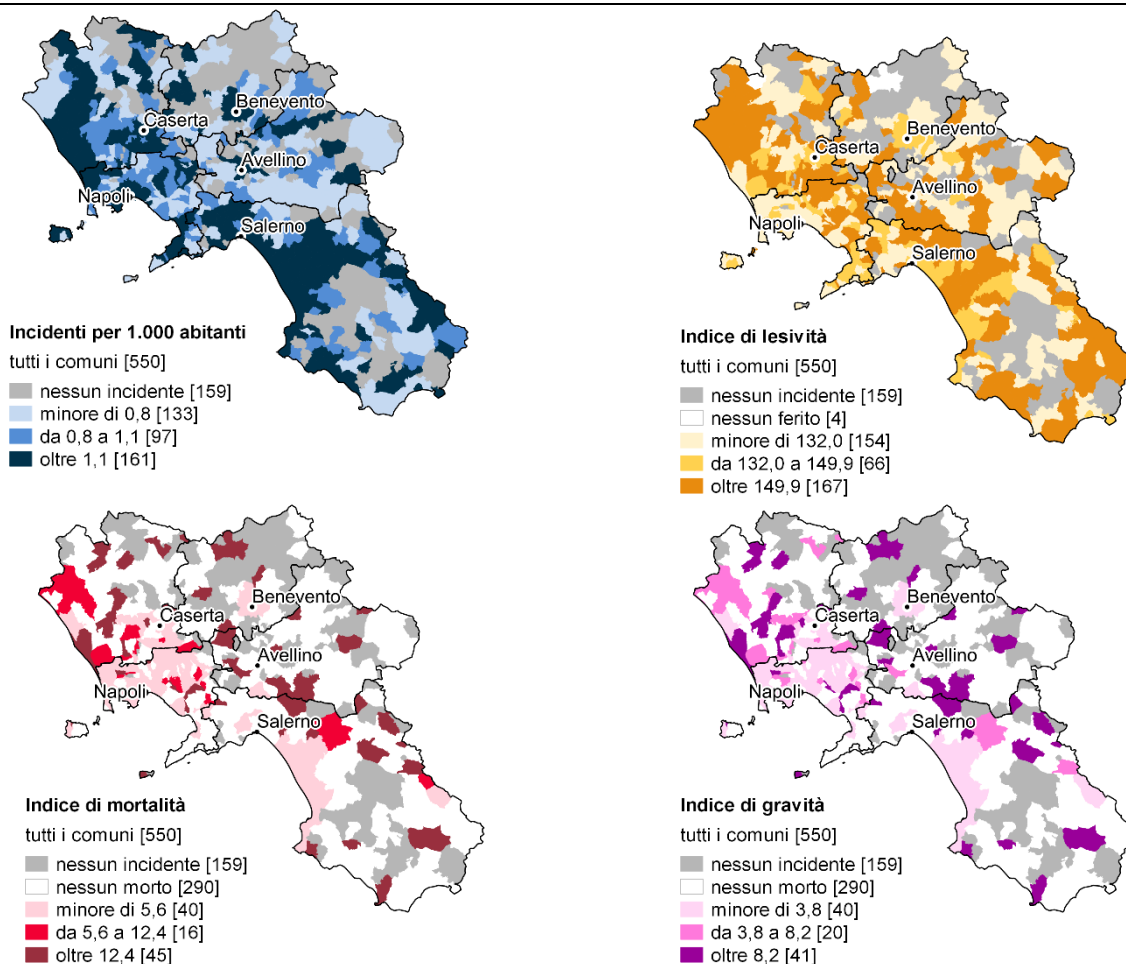 Benevento
Caserta
Avellino
Napoli
Salerno
Incidenti per 1.000 abitanti
tutti i comuni [550]
nessun incidente [159]
minore di 0,8 [133]
da 0,8 a 1,1 [97]
oltre 1,1 [161]
Benevento
Caserta
Avellino
Napoli
Salerno
Indice di lesività
tutti i comuni [550]
nessun incidente [159]
nessun ferito [4]
minore di 132,0 [154]
da 132,0 a 149,9 [66]
oltre 149,9 [167]
Benevento
Caserta
Avellino
Napoli
Salerno
Indice di mortalità
tutti i comuni [550]
nessun incidente [159]
nessun morto [290]
minore di 5,6 [40]
da 5,6 a 12,4 [16]
oltre 12,4 [45]
Benevento
Caserta
Avellino
Napoli
Salerno
Indice di gravità
tutti i comuni [550]
nessun incidente [159]
nessun morto [290]
minore di 3,8 [40]
da 3,8 a 8,2 [20]
oltre 8,2 [41]